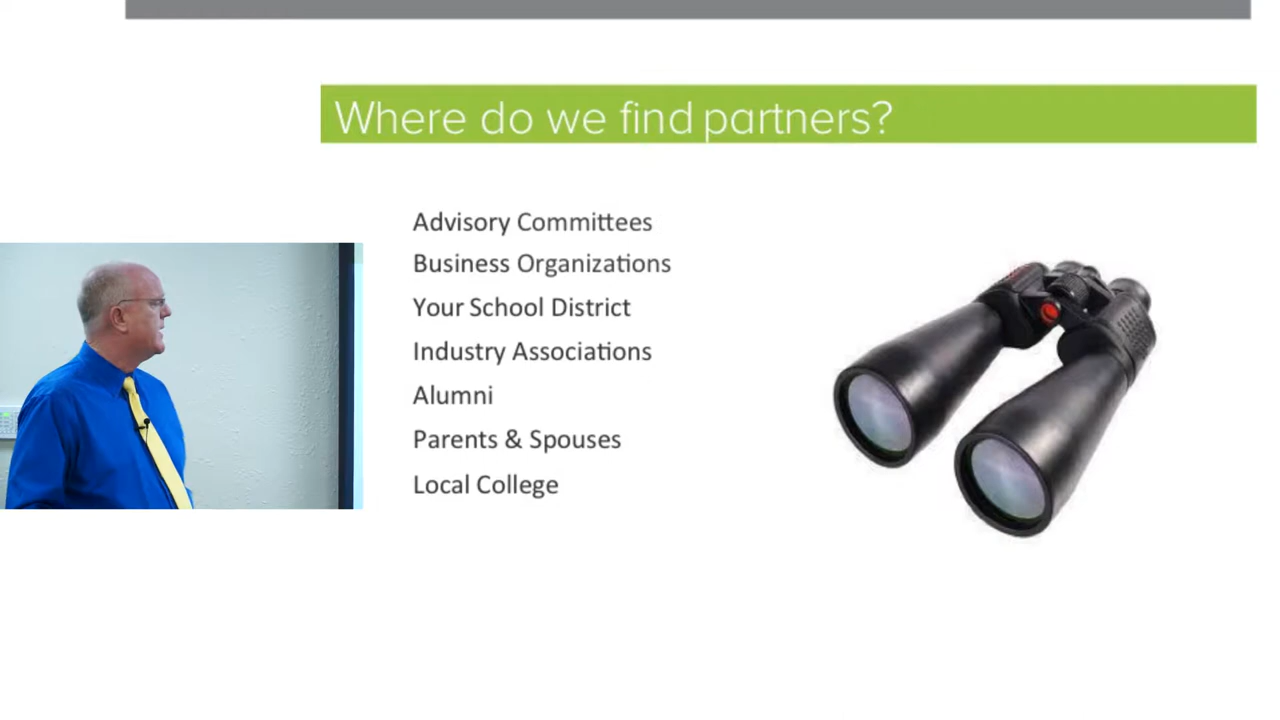 Where do we find partners?
Advisory Committees
Business Organizations
Your School District
Industry Associations
Alumni
Parents & Spouses
Local College